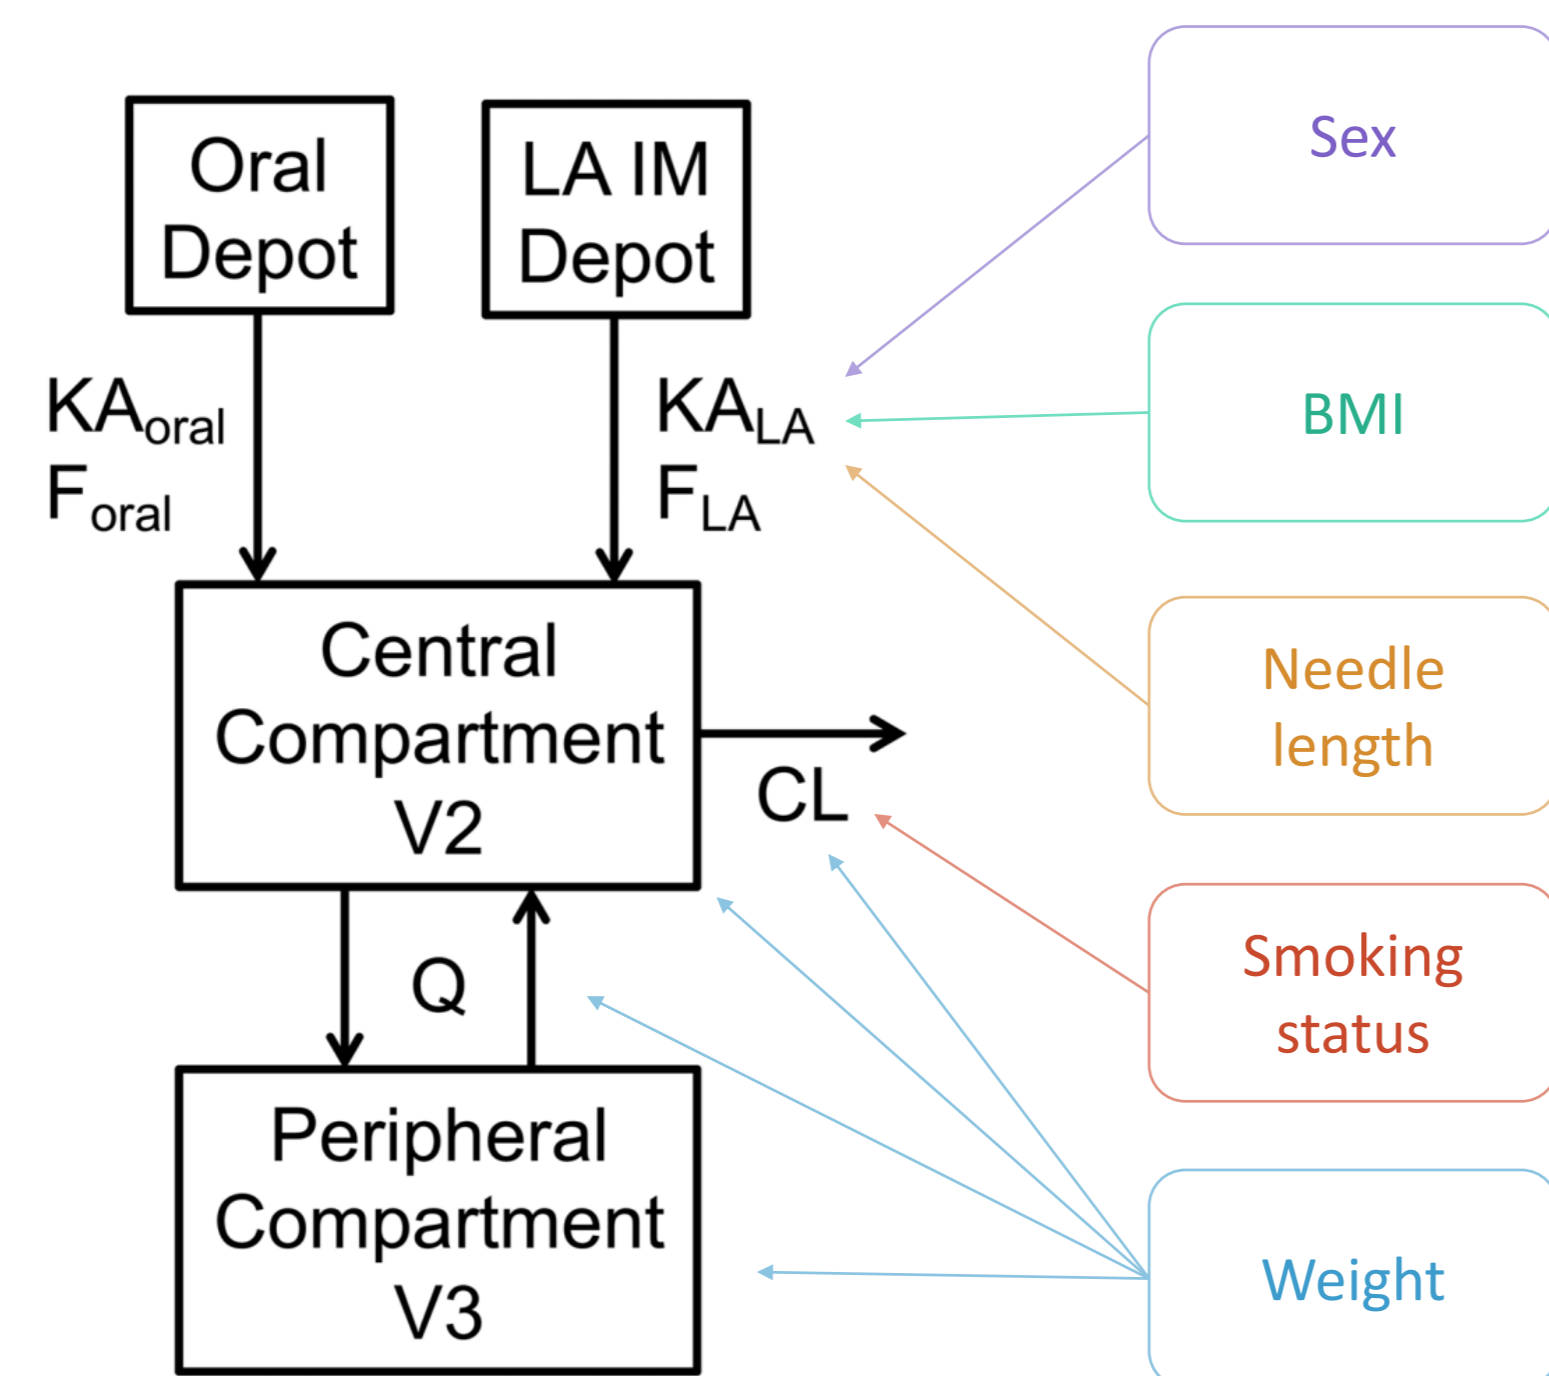 Oral
Depot
LA IM
Depot
KAoral
Foral
KALA
FLA
Central
Compartment
V2
CL
Q
Peripheral
Compartment
V3
Sex
BMI
Needle
length
Smoking
status
Weight